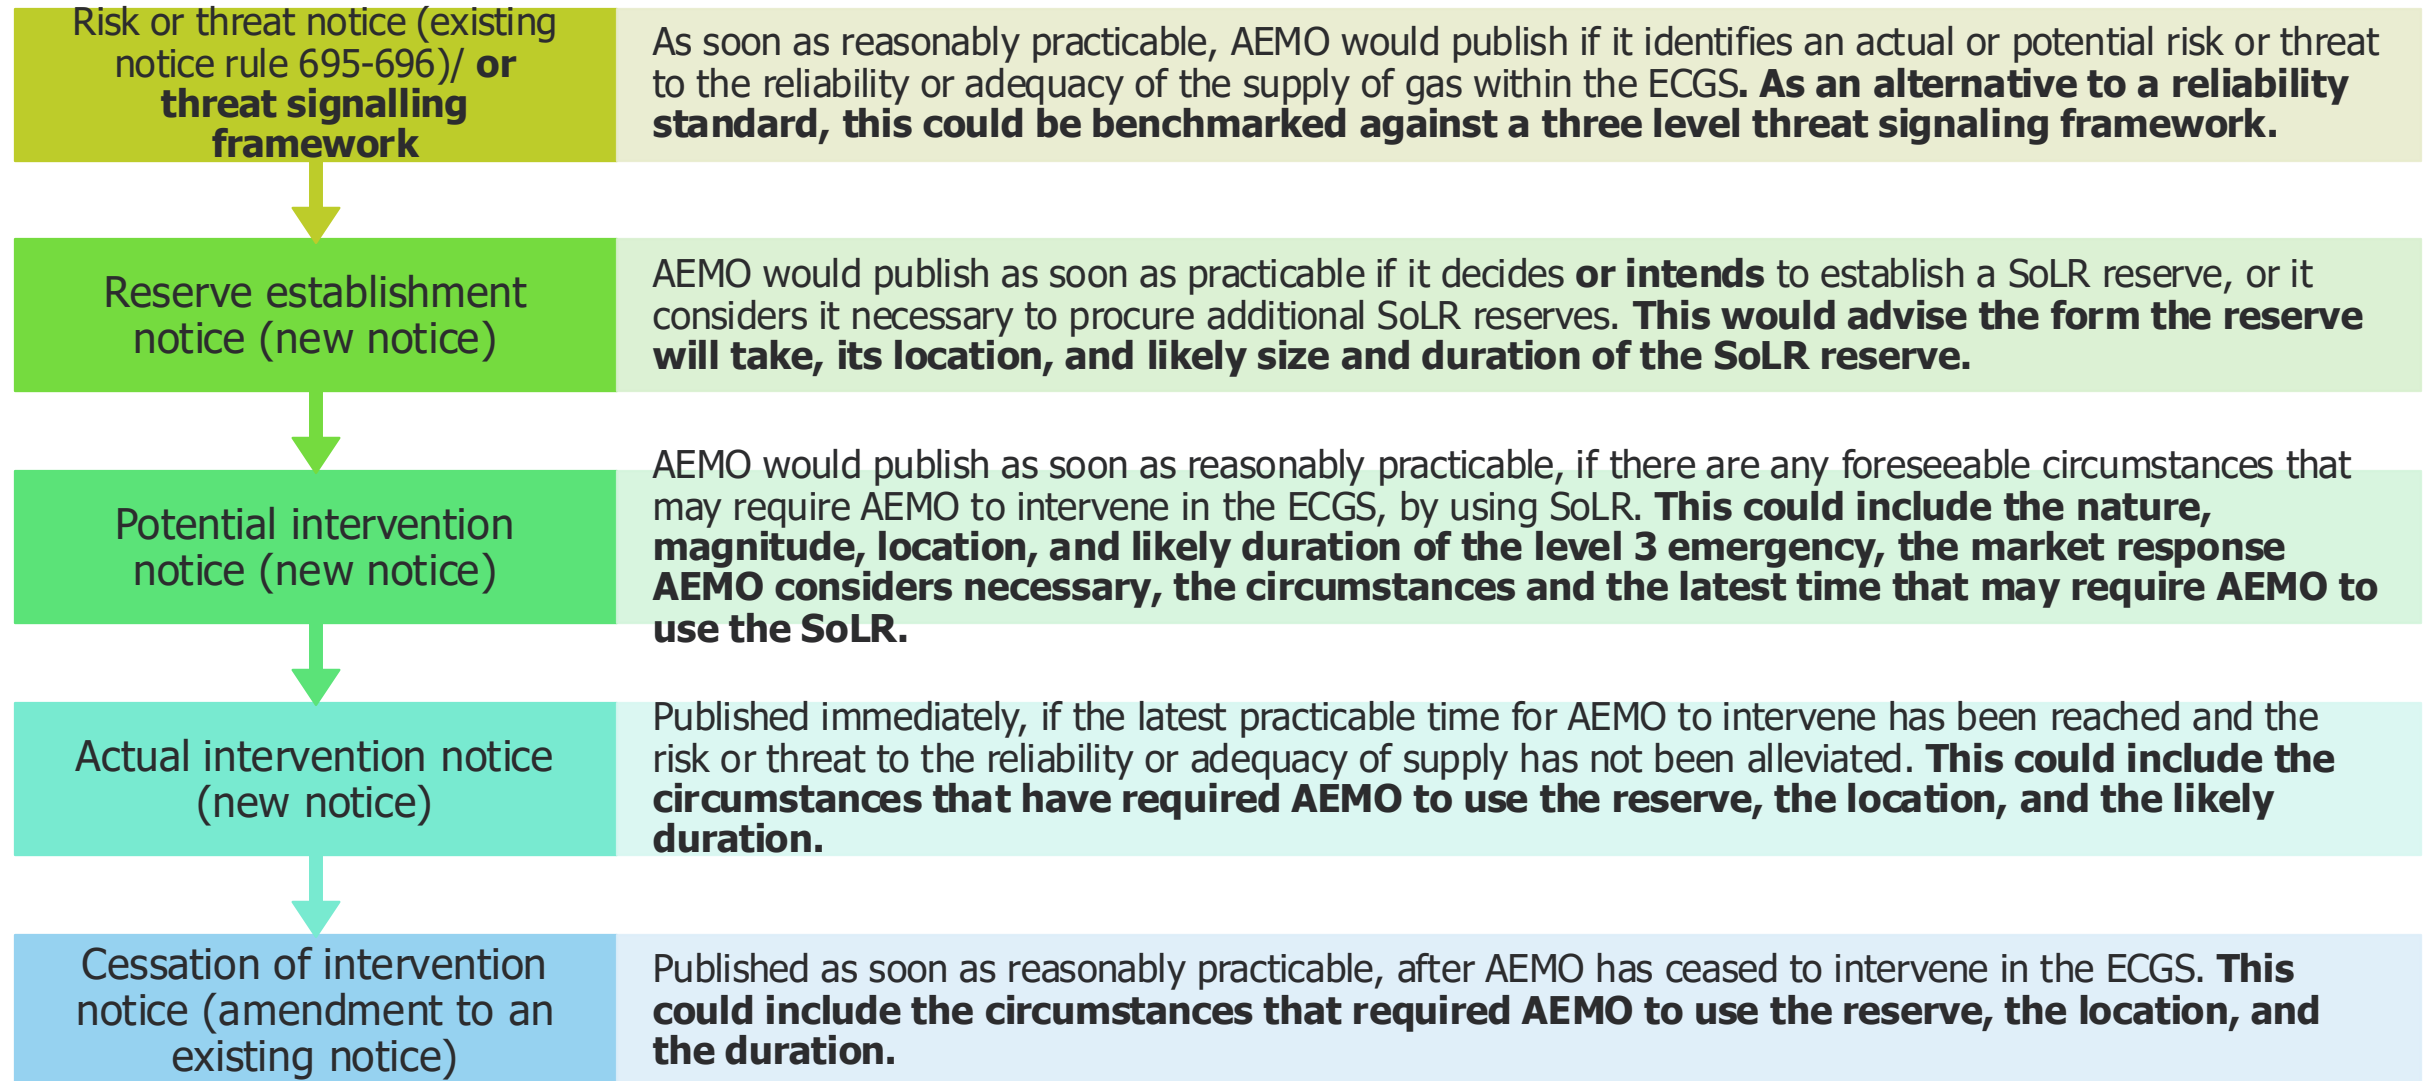 Risk or threat notice (existing
notice rule 695-696)/ or
threat signalling
framework
As soon as reasonably practicable, AEMO would publish if it identifies an actual or potential risk or threat
to the reliability or adequacy of the supply of gas within the ECGS. As an alternative to a reliability
standard, this could be benchmarked against a three level threat signaling framework.
Reserve establishment
notice (new notice)
AEMO would publish as soon as practicable if it decides or intends to establish a SoLR reserve, or it
considers it necessary to procure additional SoLR reserves. This would advise the form the reserve
will take, its location, and likely size and duration of the SoLR reserve.
Potential intervention
notice (new notice)
AEMO would publish as soon as reasonably practicable, if there are any foreseeable circumstances that
may require AEMO to intervene in the ECGS, by using SoLR. This could include the nature,
magnitude, location, and likely duration of the level 3 emergency, the market response
AEMO considers necessary, the circumstances and the latest time that may require AEMO to
use the SoLR.
Actual intervention notice
(new notice)
Published immediately, if the latest practicable time for AEMO to intervene has been reached and the
risk or threat to the reliability or adequacy of supply has not been alleviated. This could include the
circumstances that have required AEMO to use the reserve, the location, and the likely
duration.
Cessation of intervention
notice (amendment to an
existing notice)
Published as soon as reasonably practicable, after AEMO has ceased to intervene in the ECGS. This
could include the circumstances that required AEMO to use the reserve, the location, and
the duration.